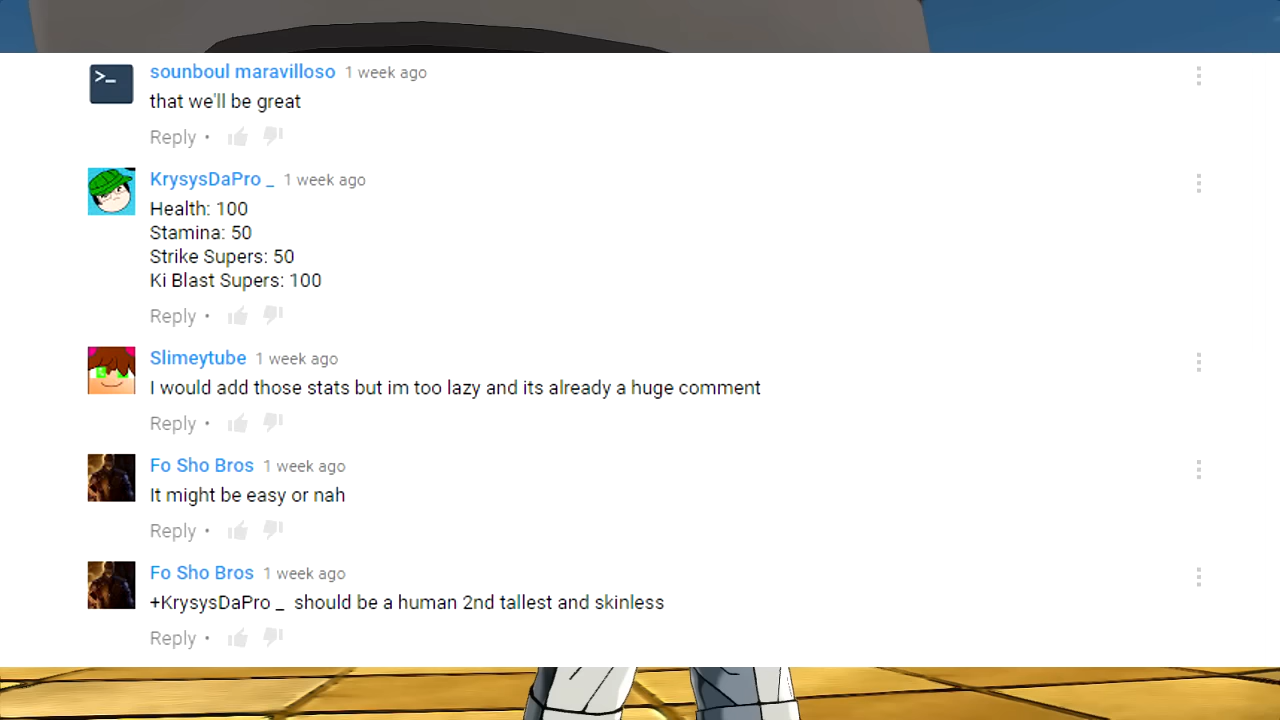 >_
sounboul maravilloso 1 week ago
that we'll be great
Reply •
KrysysDaPro _ 1 week ago
Health: 100
Stamina: 50
Strike Supers: 50
Ki Blast Supers: 100
Reply •
Slimeytube 1 week ago
I would add those stats but im too lazy and its already a huge comment
Reply •
Fo Sho Bros 1 week ago
It might be easy or nah
Reply •
Fo Sho Bros 1 week ago
+KrysysDaPro _ should be a human 2nd tallest and skinless
Reply •